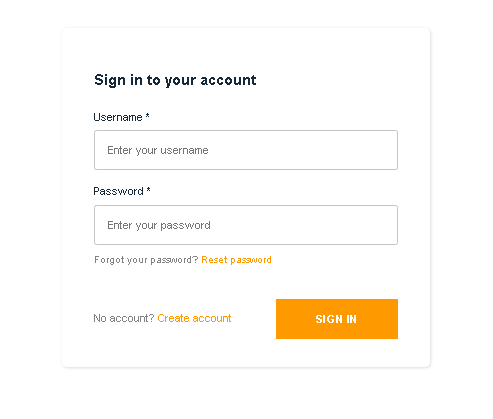 Sign in to your account
Username *
Enter your username
Password *
Enter your password
Forgot your password? Reset password
No account? Create account
SIGN IN